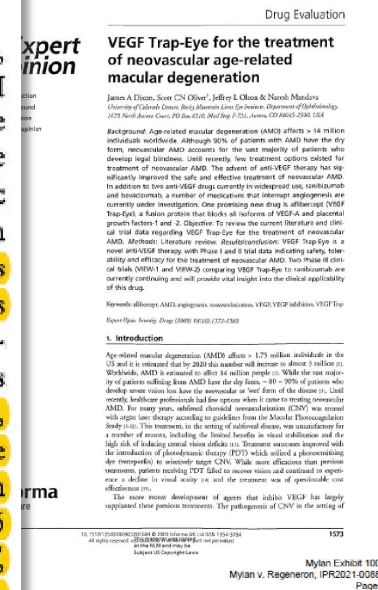 Drug Evaluation
Expert
Opinion
VEGF Trap-Eye for the treatment
of neovascular age-related
macular degeneration
James A Dixon, Scott CN Oliver†, Jeffrey L Olson & Naresh Mandava
University of Colorado Denver, Rocky Mountain Lions Eye Institute, Department of Ophthalmology,
1675 North Aurora Court, PO Box 6510, Mail Stop F-731, Aurora, CO 80045-2500, USA
Background: Age-related macular degeneration (AMD) affects > 14 million
individuals worldwide. Although 90% of patients with AMD have the dry
form, neovascular AMD accounts for the vast majority of patients who
develop legal blindness. Until recently, few treatment options existed for
treatment of neovascular AMD. The advent of anti-VEGF therapy has sig-
nificantly improved the safe and effective treatment of neovascular AMD.
In addition to two anti-VEGF drugs currently in widespread use, ranibizumab
and bevacizumab, a number of medications that interrupt angiogenesis are
currently under investigation. One promising new drug is aflibercept (VEGF
Trap-Eye), a fusion protein that blocks all isoforms of VEGF-A and placental
growth factors-1 and -2. Objective: To review the current literature and clini-
cal trial data regarding VEGF Trap-Eye for the treatment of neovascular
AMD. Methods: Literature review. Results/conclusion: VEGF Trap-Eye is a
novel anti-VEGF therapy, with Phase I and II trial data indicating safety, toler-
ability and efficacy for the treatment of neovascular AMD. Two Phase III clini-
cal trials (VIEW-1 and VIEW-2) comparing VEGF Trap-Eye to ranibizumab are
currently continuing and will provide vital insight into the clinical applicability
of this drug.
Keywords: aflibercept, AMD, angiogenesis, neovascularization, VEGF, VEGF inhibition, VEGF Trap
Expert Opin. Investig. Drugs (2009) 18(10):1573-1580
1. Introduction
Age-related macular degeneration (AMD) affects > 1.75 million individuals in the
US and it is estimated that by 2020 this number will increase to almost 3 million [1].
Worldwide, AMD is estimated to affect 14 million people [2]. While the vast major-
ity of patients suffering from AMD have the dry form, ~ 80 – 90% of patients who
develop severe vision loss have the neovascular or 'wet' form of the disease [3]. Until
recently, healthcare professionals had few options when it came to treating neovascular
AMD. For many years, subfoveal choroidal neovascularization (CNV) was treated
with argon laser therapy according to guidelines from the Macular Photocoagulation
Study. This treatment, in the setting of subfoveal disease, was unsatisfactory for
a number of reasons, including the limited benefits in visual stabilization and the
high risk of inducing central vision deficits. Treatment outcomes improved with
the introduction of photodynamic therapy (PDT) which utilized a photosensitizing
dye (verteporfin) to selectively target CNV. While more efficacious than previous
treatments, patients receiving PDT failed to recover vision and continued to experi-
ence a decline in visual acuity and the treatment was of questionable cost
effectiveness.
The more recent development of agents that inhibit VEGF has largely
supplanted these previous treatments. The pathogenesis of CNV in the setting of
1573
at the NLM and may be
Subject US Copyright Laws
Mylan Exhibit 100
Mylan v. Regeneron, IPR2021-0088
Page